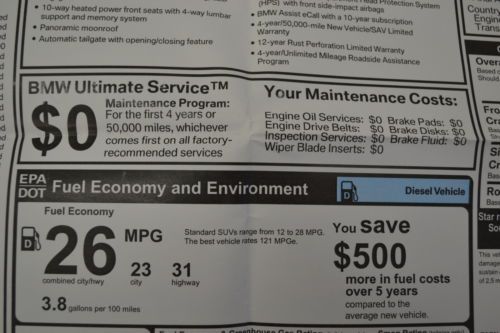 • 10-way heated power front seats with 4-way lumbar
support and memory system
• Panoramic moonroof
• Automatic tailgate with opening/closing feature
Head Protection System
(HPS) with front side-impact airbags
• BMW Assist eCall with a 10-year subscription
• 4-year/50,000-mile New Vehicle/SAV Limited
Warranty
• 12-year Rust Perforation Limited Warranty
• 4-year/Unlimited Mileage Roadside Assistance
Program
BMW Ultimate Service™
$0
Maintenance Program:
For the first 4 years or
50,000 miles, whichever
comes first on all factory-
recommended services
Your Maintenance Costs:
Engine Oil Services: $0 Brake Pads: $0
Engine Drive Belts: $0 Brake Disks: $0
Inspection Services: $0 Brake Fluid: $0
Wiper Blade Inserts: $0
EPA
DOT
Fuel Economy and Environment
Diesel Vehicle
Fuel Economy
D
26 MPG
combined city/hwy
23
city
31
highway
3.8 gallons per 100 miles
Standard SUVs range from 12 to 28 MPG.
The best vehicle rates 121 MPGe.
You save
$500
more in fuel costs
over 5 years
compared to the
average new vehicle.